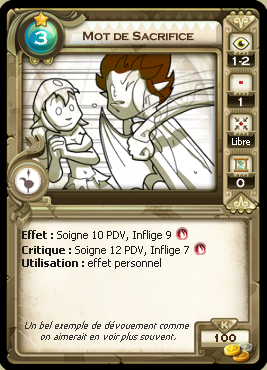 3
Mot de Sacrifice
1-2
1
Libre
0
Effet : Soigne 10 PDV, Inflige 9
Critique : Soigne 12 PDV, Inflige 7
Utilisation : effet personnel
Un bel exemple de dévouement comme
on aimerait en voir plus souvent.
K
100